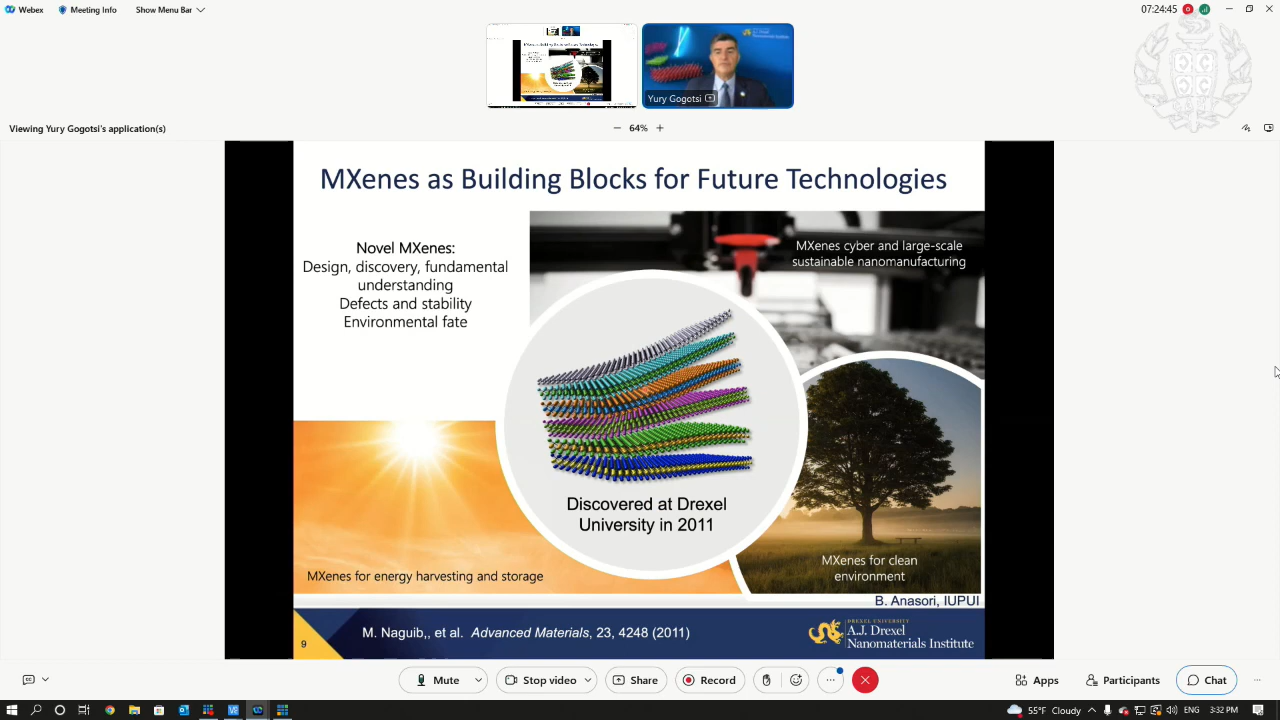 Webex
Meeting Info
Show Menu Bar
07:24:45
Yury Gogotsi
Viewing Yury Gogotsi's application(s)
64%
MXenes as Building Blocks for Future Technologies
Novel MXenes:
Design, discovery, fundamental
understanding
Defects and stability
Environmental fate
MXenes cyber and large-scale
sustainable nanomanufacturing
Discovered at Drexel
University in 2011
MXenes for energy harvesting and storage
MXenes for clean
environment
B. Anasori, IUPUI
9
M. Naguib,, et al. Advanced Materials, 23, 4248 (2011)
DREXEL UNIVERSITY
A.J. Drexel
Nanomaterials Institute
Mute
Stop video
Share
Record
Apps
Participants
Chat
55°F Cloudy
ENG
3:32 PM